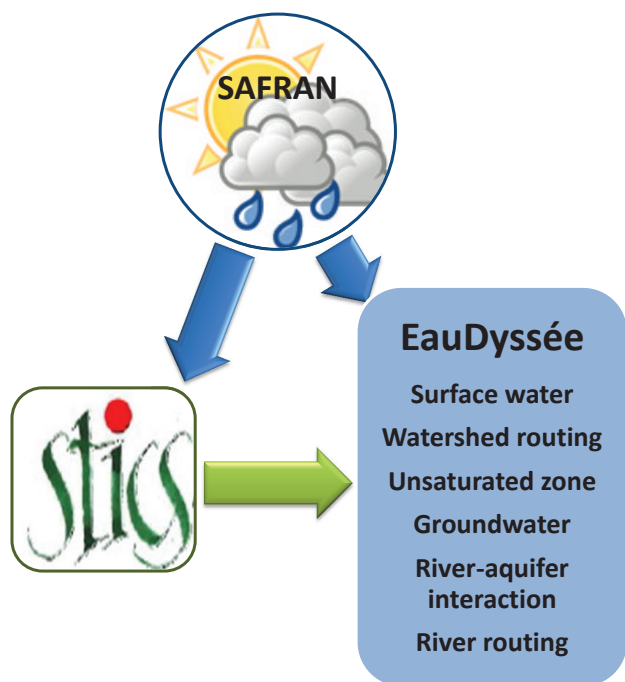 SAFRAN
EauDyssée
Surface water
Watershed routing
Unsaturated zone
Groundwater
River-aquifer
interaction
River routing
stics